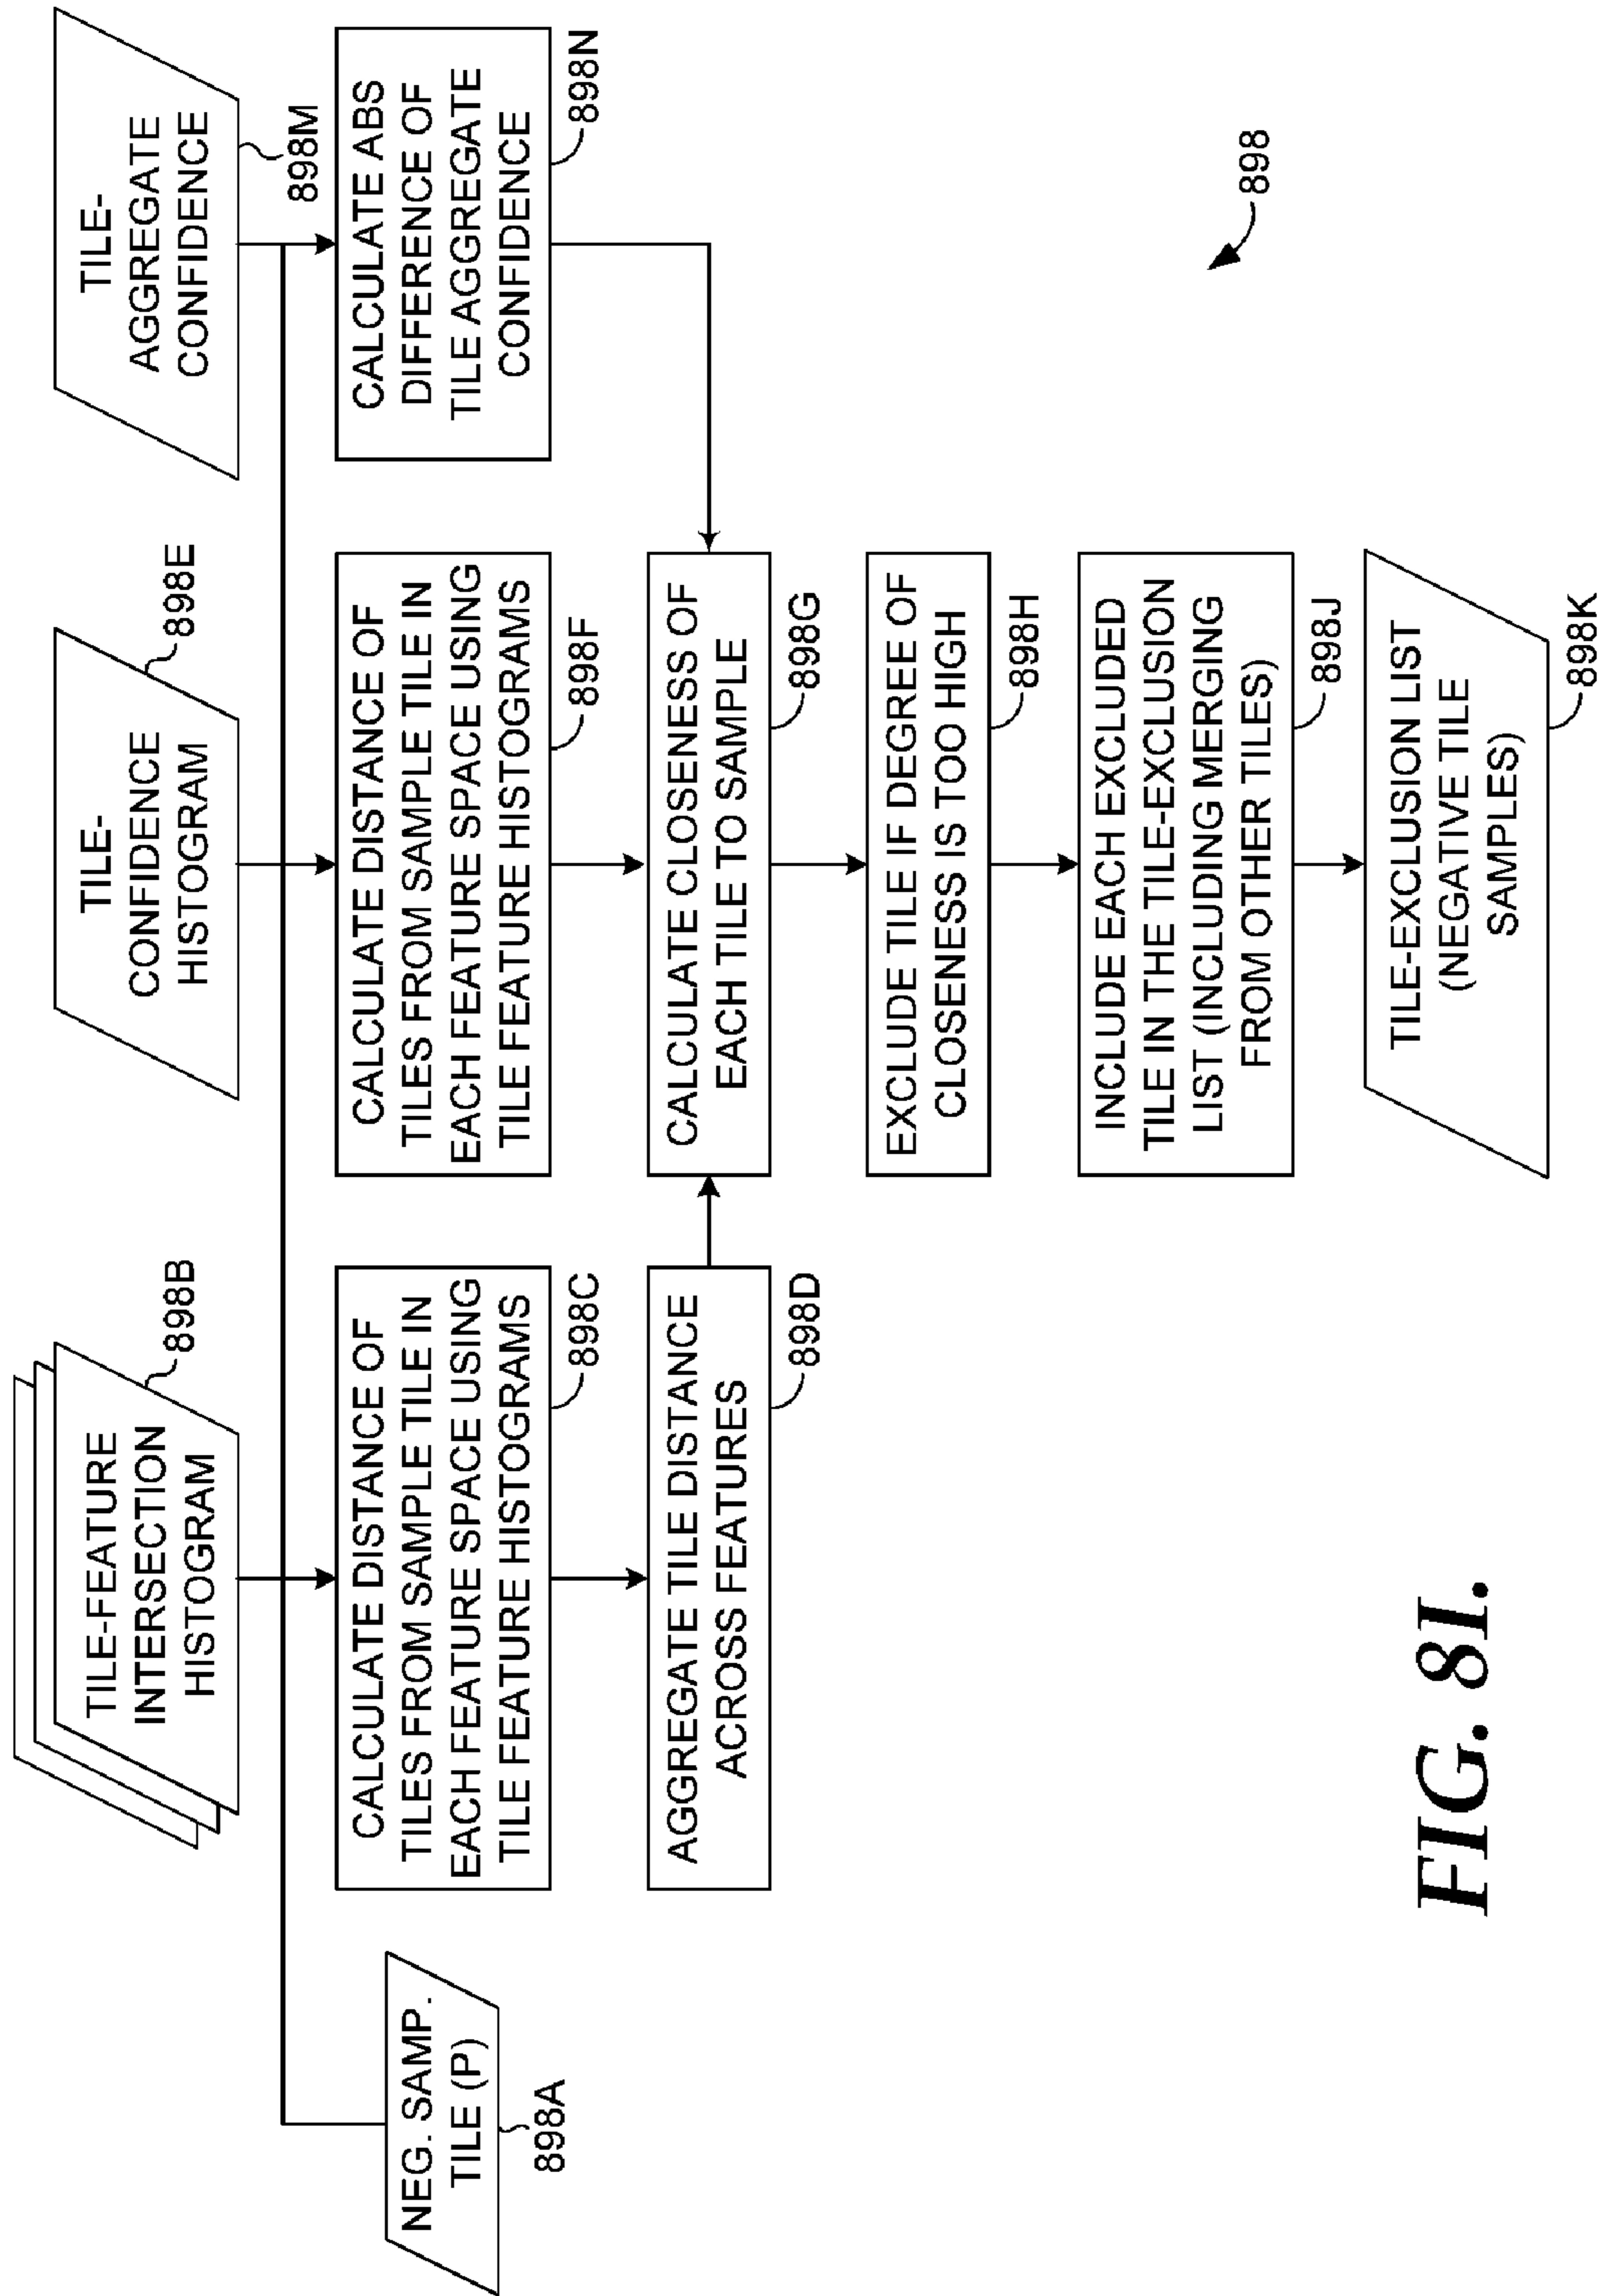 NEG. SAMP.
TILE (P)
898A
TILE-FEATURE
INTERSECTION
HISTOGRAM
898B
TILE-
CONFIDENCE
HISTOGRAM
898E
TILE-
AGGREGATE
CONFIDENCE
898M
CALCULATE DISTANCE OF
TILES FROM SAMPLE TILE IN
EACH FEATURE SPACE USING
TILE FEATURE HISTOGRAMS
898C
CALCULATE DISTANCE OF
TILES FROM SAMPLE TILE IN
EACH FEATURE SPACE USING
TILE FEATURE HISTOGRAMS
898F
CALCULATE ABS
DIFFERENCE OF
TILE AGGREGATE
CONFIDENCE
898N
AGGREGATE TILE DISTANCE
ACROSS FEATURES
898D
CALCULATE CLOSENESS OF
EACH TILE TO SAMPLE
898G
EXCLUDE TILE IF DEGREE OF
CLOSENESS IS TOO HIGH
898H
INCLUDE EACH EXCLUDED
TILE IN THE TILE-EXCLUSION
LIST (INCLUDING MERGING
FROM OTHER TILES)
898J
TILE-EXCLUSION LIST
(NEGATIVE TILE
SAMPLES)
898K
898
FIG. 8I.